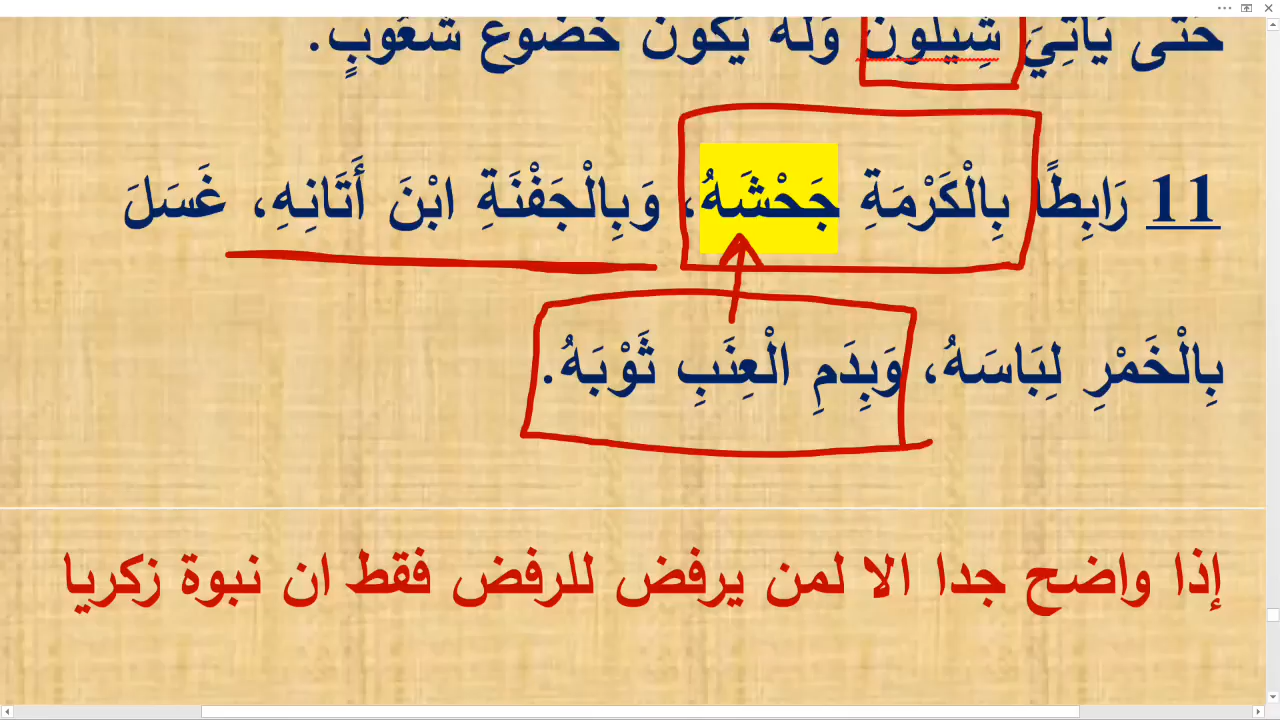 حَتَّى يَأْتِيَ شِيلُونُ وَلَهُ يَكُونُ خُضُوعُ شُعُوبٍ.
11 رَابِطًا بِالْكَرْمَةِ جَحْشَهُ، وَبِالْجَفْنَةِ ابْنَ أَتَانِهِ، غَسَلَ
بِالْخَمْرِ لِبَاسَهُ، وَبِدَمِ الْعِنَبِ ثَوْبَهُ.
إذا واضح جدا الا لمن يرفض للرفض فقط ان نبوة زكريا